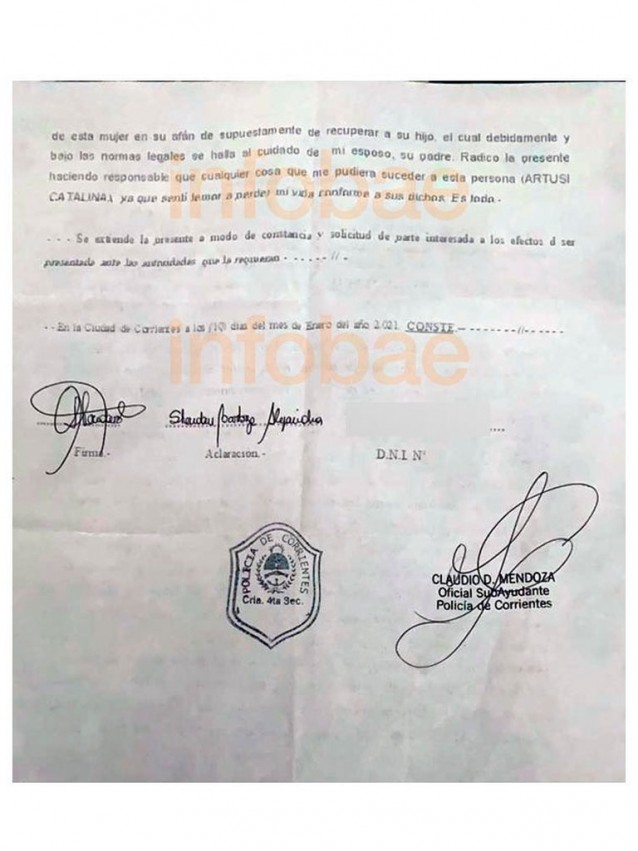 de esta mujer en su afán de supuestamente de recuperar a su hijo, el cual debidamente y
bajo las normas legales se halla al cuidado de mi esposo, su padre. Radico la presente
haciendo responsable que cualquier cosa que me pudiera suceder a esta persona (ARTUSI
CATALINA), ya que sentí temor a perder mi vida conforme a sus dichos. Es todo.-
infobae
- - - Se extiende la presente a modo de constancia y solicitud de parte interesada a los efectos d ser
presentado ante las autoridades que la requieran - - - - - -//-
- - En la Ciudad de Corrientes a los (10) días del mes de Enero del año 2.021. CONSTE.- - - - - - - -//- - - - -
infobae
Firma.-
Aclaración.-
D.N.I Nº
POLICIA DE CORRIENTES
Cria. 4ta Sec.
CLAUDIO D. MENDOZA
Oficial SubAyudante
Policía de Corrientes